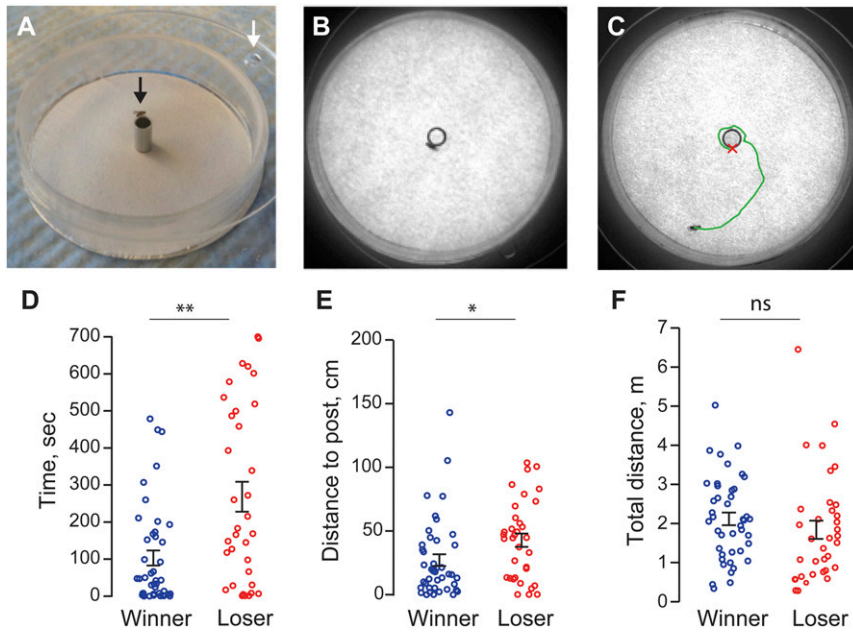 A
B
C
D
**
700
600
500
400
300
200
100
0
Time, sec
Winner
Loser
E
*
200
150
100
50
0
Distance to post, cm
Winner
Loser
F
ns
7
6
5
4
3
2
1
0
Total distance, m
Winner
Loser